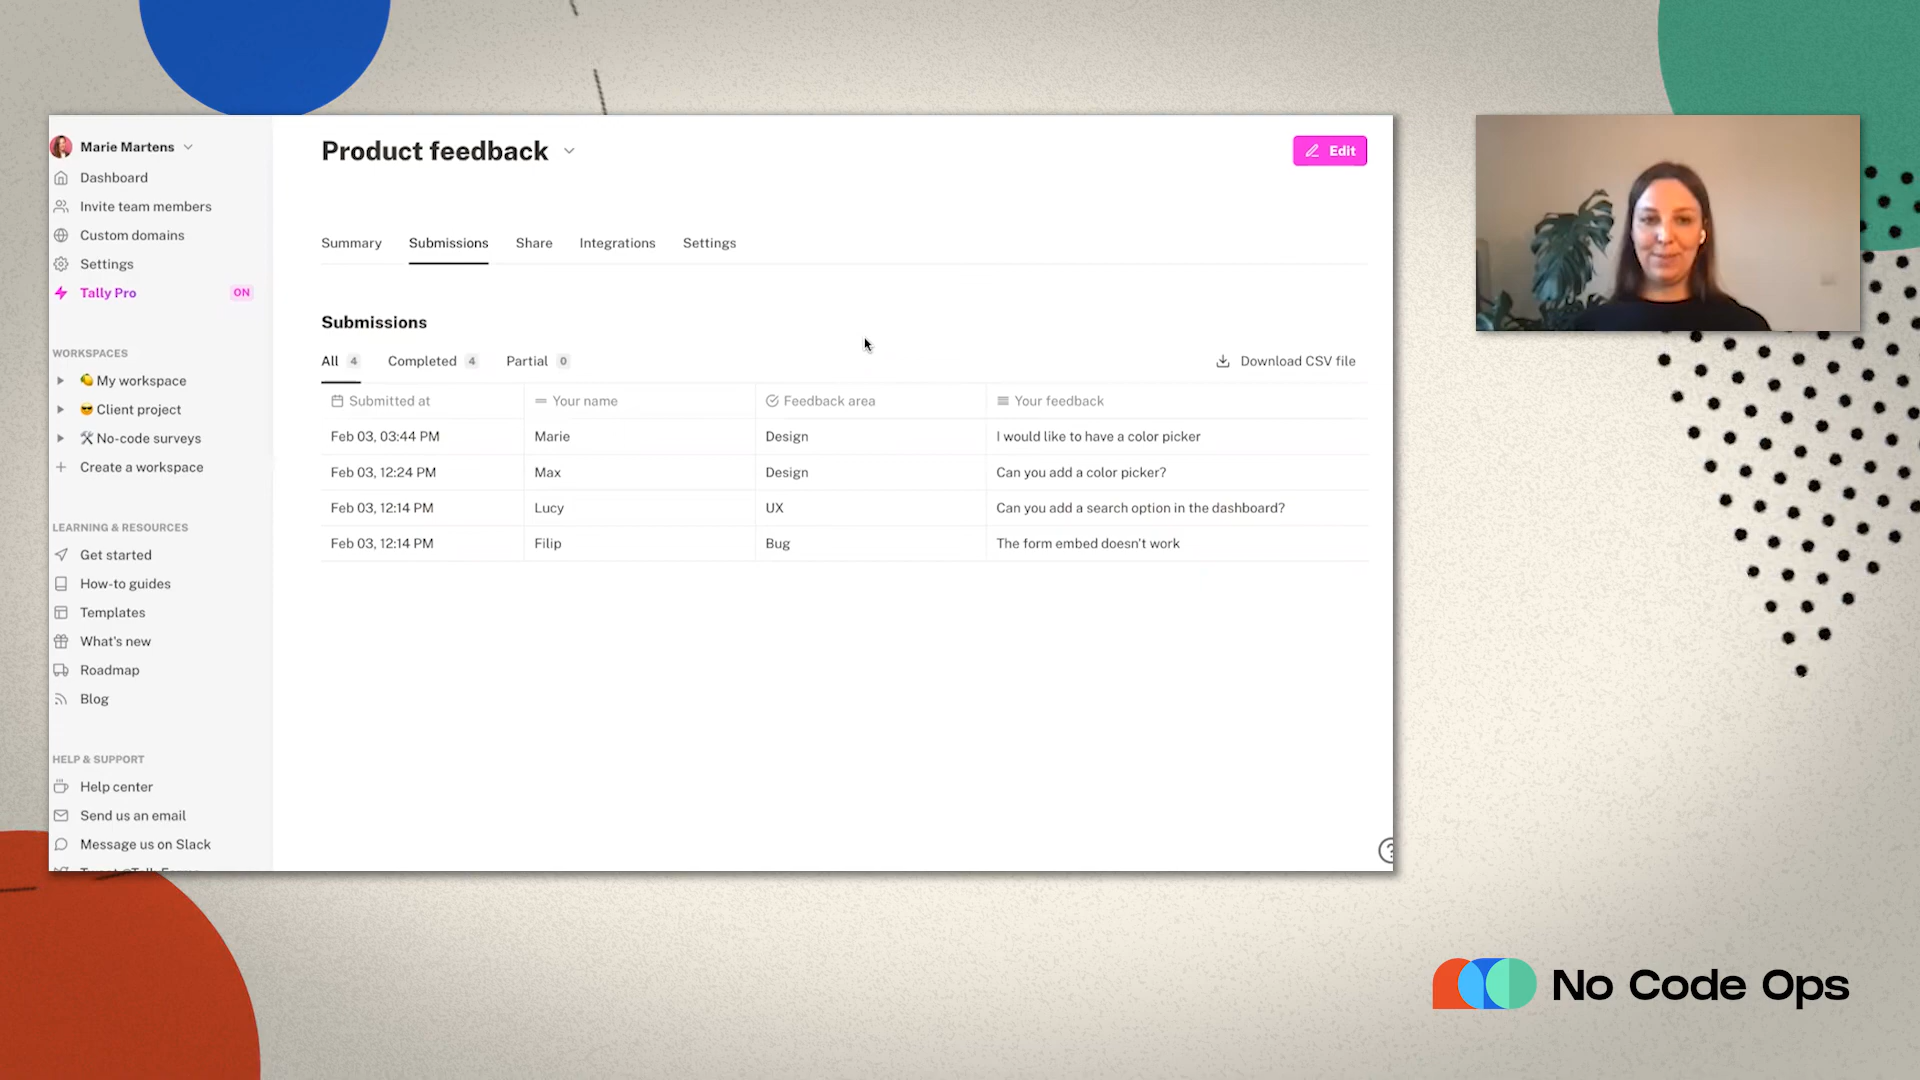 Marie Martens
Dashboard
Invite team members
Custom domains
Settings
Tally Pro ON
WORKSPACES
My workspace
Client project
No-code surveys
Create a workspace
LEARNING & RESOURCES
Get started
How-to guides
Templates
What's new
Roadmap
Blog
HELP & SUPPORT
Help center
Send us an email
Message us on Slack
Product feedback
Edit
Summary Submissions Share Integrations Settings
Submissions
All 4 Completed 4 Partial 0 Download CSV file
Submitted at Your name Feedback area Your feedback
Feb 03, 03:44 PM Marie Design I would like to have a color picker
Feb 03, 12:24 PM Max Design Can you add a color picker?
Feb 03, 12:14 PM Lucy UX Can you add a search option in the dashboard?
Feb 03, 12:14 PM Filip Bug The form embed doesn't work
?
No Code Ops